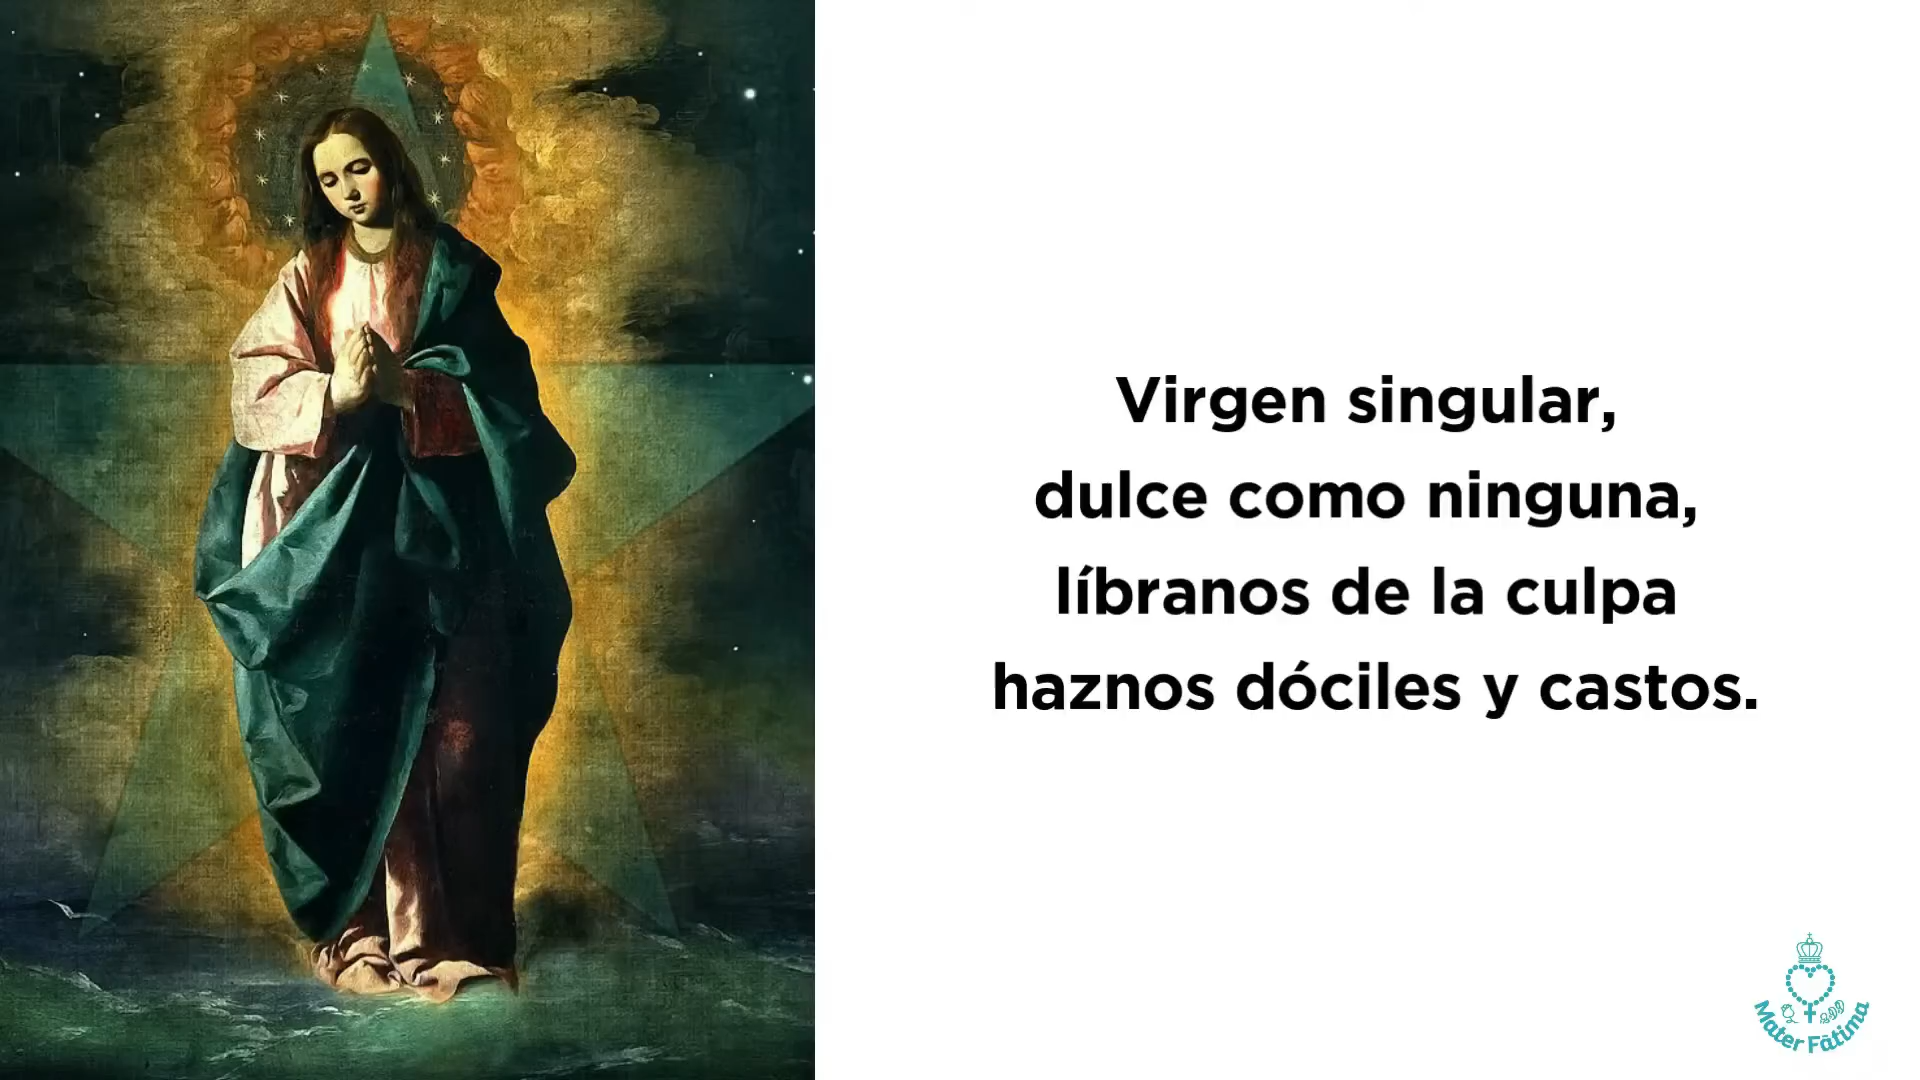 Virgen singular,
dulce como ninguna,
líbranos de la culpa
haznos dóciles y castos.
Mater Fátima